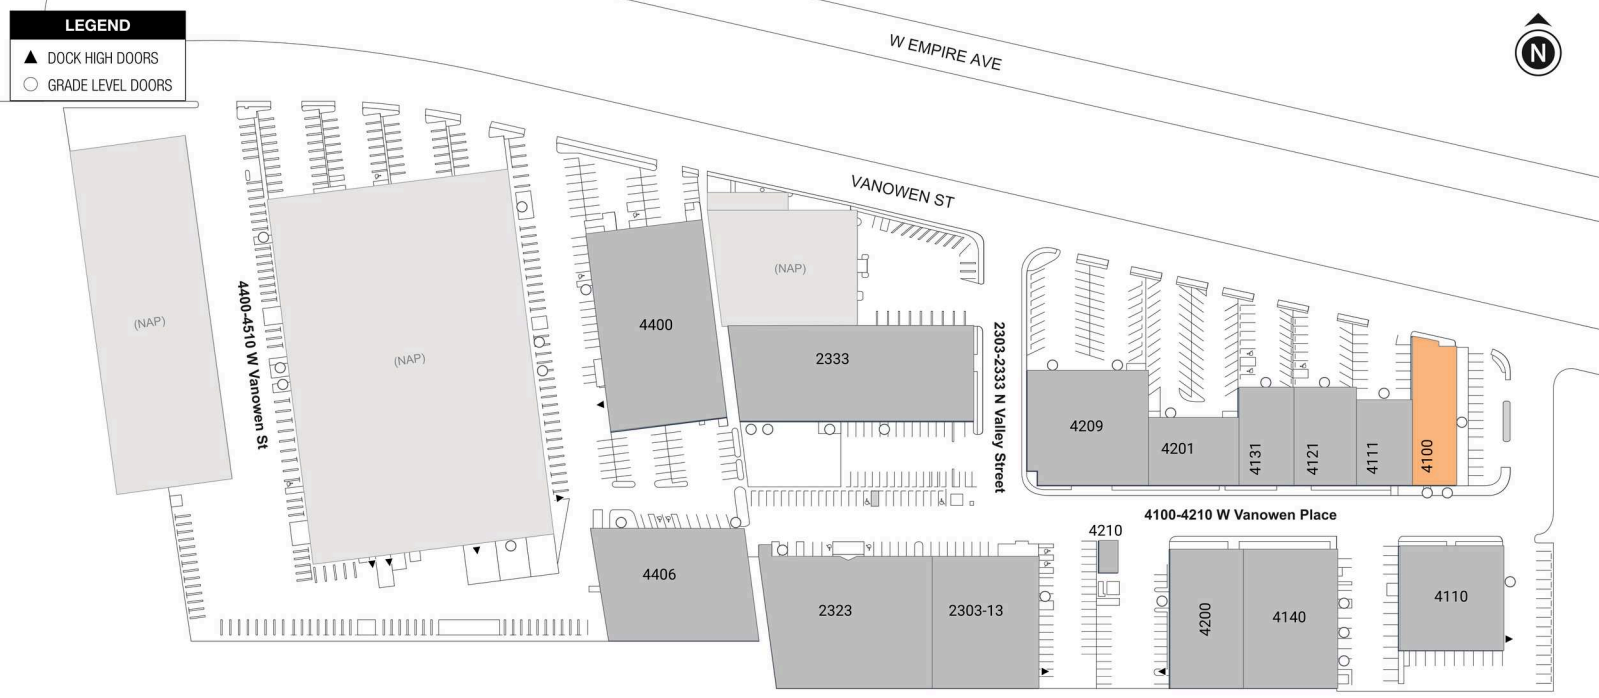 LEGEND
DOCK HIGH DOORS
GRADE LEVEL DOORS
W EMPIRE AVE
N
VANOWEN ST
(NAP)
4400-4510 W Vanowen St
(NAP)
4400
(NAP)
2333
2303-2333 N Valley Street
4209
4201
4131
4121
4111
4100
4100-4210 W Vanowen Place
4210
4406
2323
2303-13
4200
4140
4110